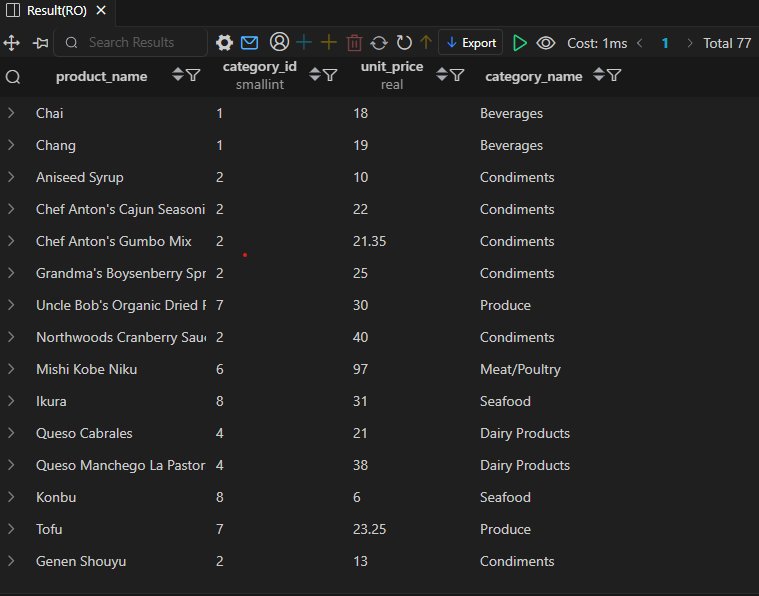 Result(RO)
Search Results Export Cost: 1ms 1 Total 77
product_name category_id smallint unit_price real category_name
Chai 1 18 Beverages
Chang 1 19 Beverages
Aniseed Syrup 2 10 Condiments
Chef Anton's Cajun Seasoni 2 22 Condiments
Chef Anton's Gumbo Mix 2 21.35 Condiments
Grandma's Boysenberry Spr 2 25 Condiments
Uncle Bob's Organic Dried 7 30 Produce
Northwoods Cranberry Sau 2 40 Condiments
Mishi Kobe Niku 6 97 Meat/Poultry
Ikura 8 31 Seafood
Queso Cabrales 4 21 Dairy Products
Queso Manchego La Pastor 4 38 Dairy Products
Konbu 8 6 Seafood
Tofu 7 23.25 Produce
Genen Shouyu 2 13 Condiments